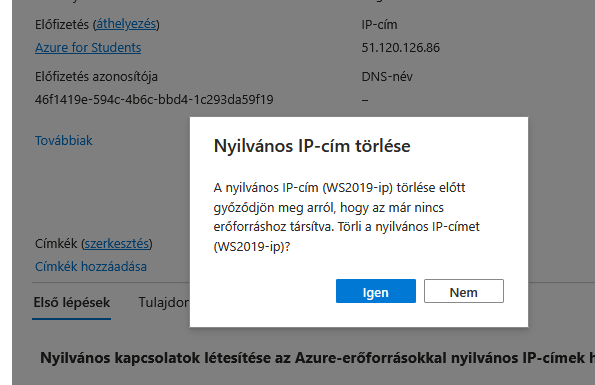 Előfizetés (áthelyezés)
IP-cím
Azure for Students
51.120.126.86
Előfizetés azonosítója
DNS-név
46f1419e-594c-4b6c-bbd4-1c293da59f19
–
Továbbiak
Nyilvános IP-cím törlése
A nyilvános IP-cím (WS2019-ip) törlése előtt
győződjön meg arról, hogy az már nincs
erőforráshoz társítva. Törli a nyilvános IP-címet
(WS2019-ip)?
Igen
Nem
Címkék (szerkesztés)
Címkék hozzáadása
Első lépések
Tulajdon
Nyilvános kapcsolatok létesítése az Azure-erőforrásokkal nyilvános IP-címek h